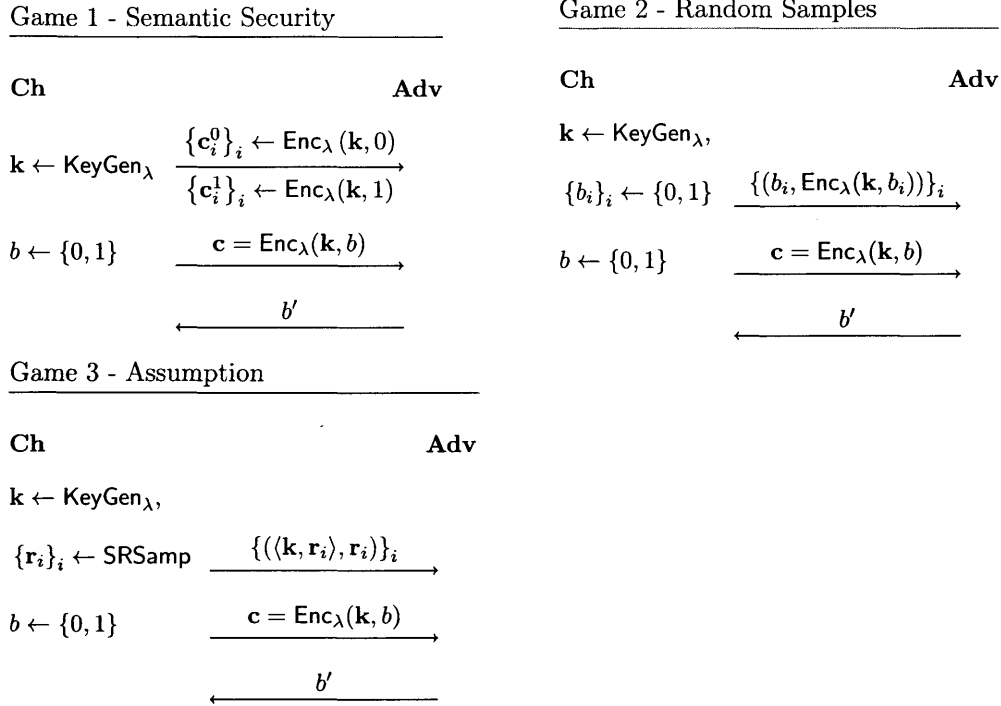 Game 1 - Semantic Security
Ch Adv
k ← KeyGen_λ {c_i^0}_i ← Enc_λ (k, 0)
{c_i^1}_i ← Enc_λ(k, 1)
b ← {0, 1} c = Enc_λ(k, b)
b′
Game 2 - Random Samples
Ch Adv
k ← KeyGen_λ,
{b_i}_i ← {0, 1} {(b_i, Enc_λ(k, b_i))}_i
b ← {0, 1} c = Enc_λ(k, b)
b′
Game 3 - Assumption
Ch Adv
k ← KeyGen_λ,
{r_i}_i ← SRSamp {(⟨k, r_i⟩, r_i)}_i
b ← {0, 1} c = Enc_λ(k, b)
b′